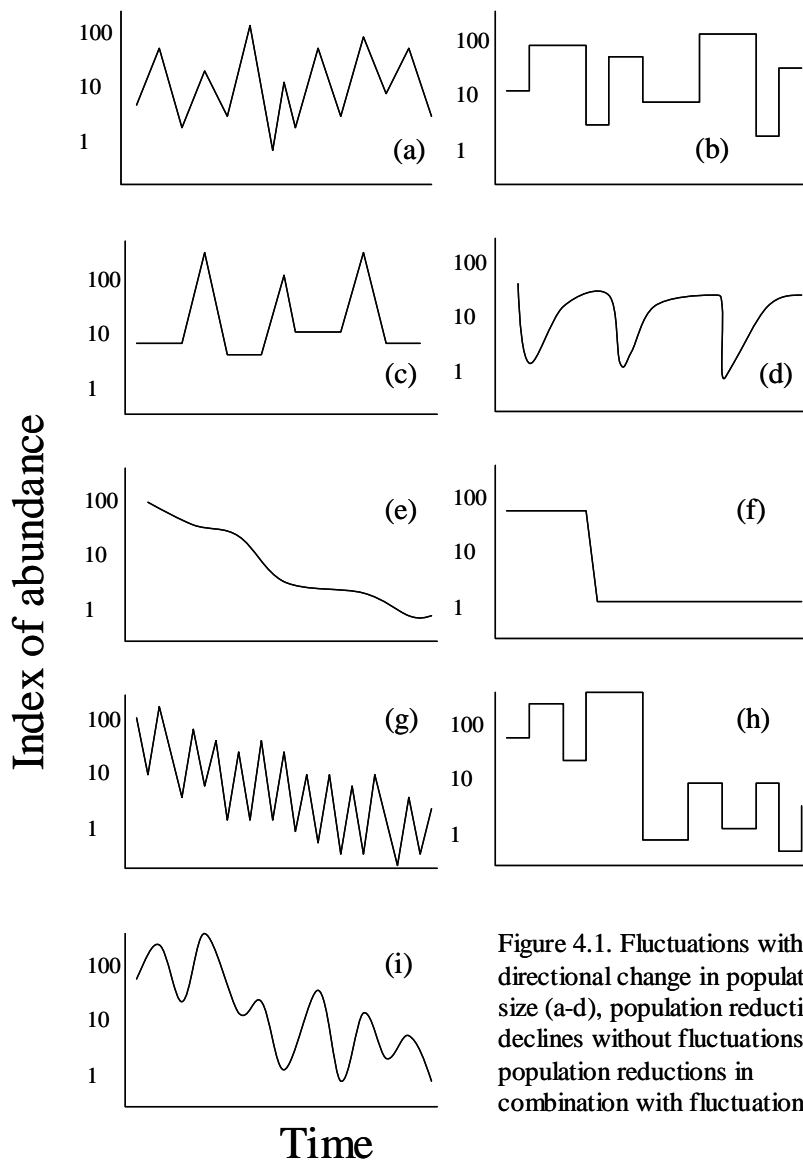 Index of abundance
100
10
1
(a)
100
10
1
(b)
100
10
1
(c)
100
10
1
(d)
100
10
1
(e)
100
10
1
(f)
100
10
1
(g)
100
10
1
(h)
100
10
1
(i)
Figure 4.1. Fluctuations with
directional change in populat
size (a-d), population reducti
declines without fluctuations
population reductions in
combination with fluctuation
Time